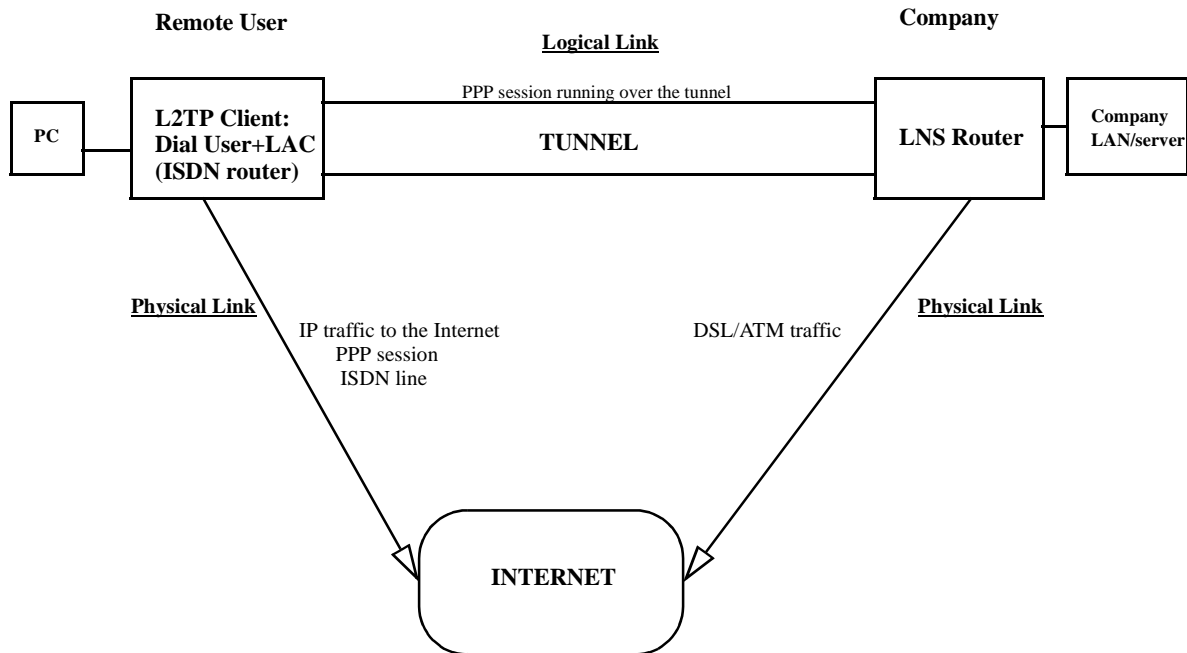 Remote User
Company
Logical Link
PPP session running over the tunnel
PC
L2TP Client:
Dial User+LAC
(ISDN router)
TUNNEL
LNS Router
Company
LAN/server
Physical Link
Physical Link
IP traffic to the Internet
PPP session
ISDN line
DSL/ATM traffic
INTERNET